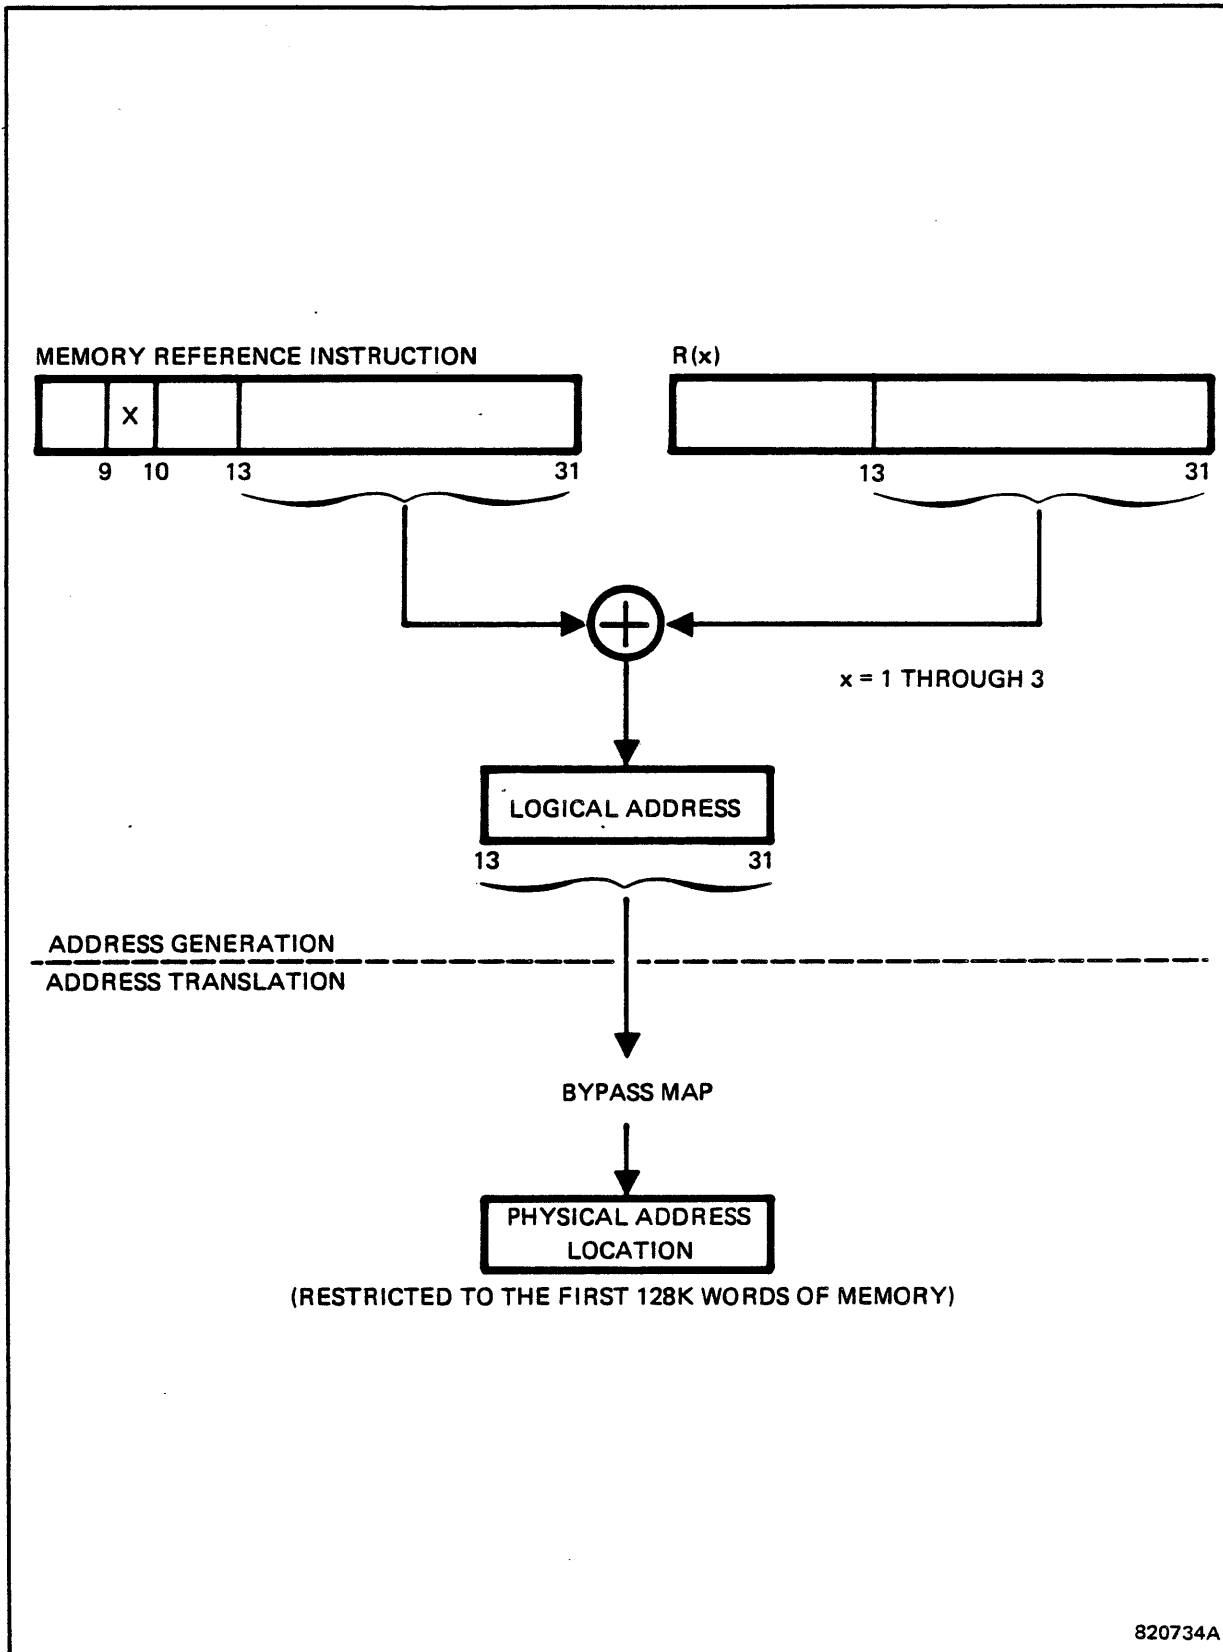 MEMORY REFERENCE INSTRUCTION R(x)
X
9 10 13 31 13 31
x = 1 THROUGH 3
LOGICAL ADDRESS
13 31
ADDRESS GENERATION
ADDRESS TRANSLATION
BYPASS MAP
PHYSICAL ADDRESS
LOCATION
(RESTRICTED TO THE FIRST 128K WORDS OF MEMORY)
820734A